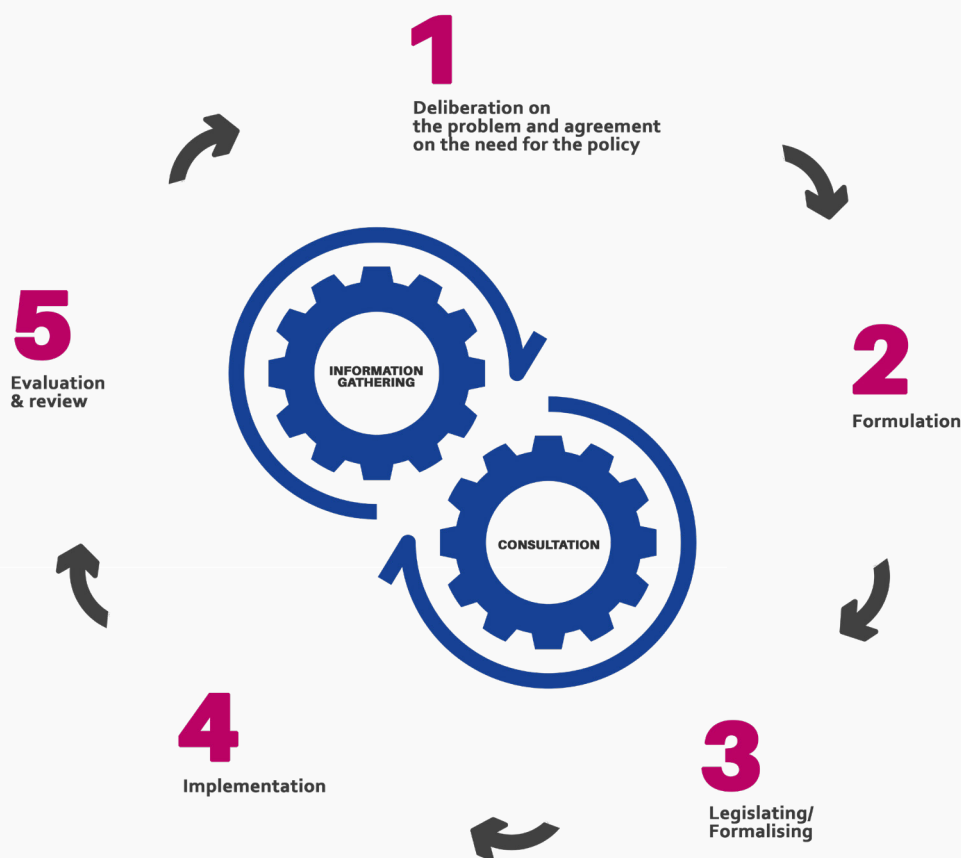 1
Deliberation on
the problem and agreement
on the need for the policy
2
Formulation
3
Legislating/
Formalising
4
Implementation
5
Evaluation
& review
INFORMATION
GATHERING
CONSULTATION